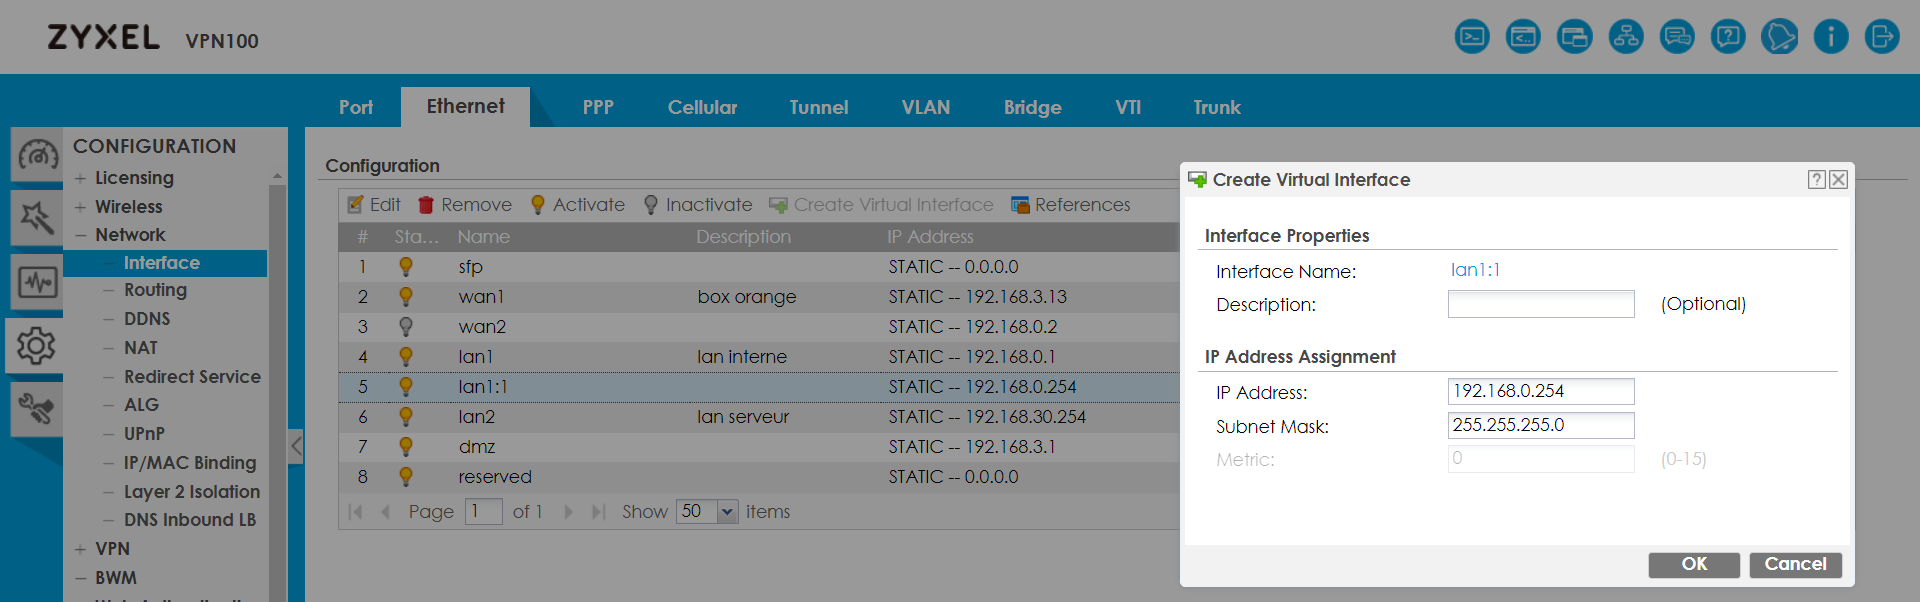 ZYXEL VPN100
Port Ethernet PPP Cellular Tunnel VLAN Bridge VTI Trunk
CONFIGURATION
+ Licensing
+ Wireless
− Network
Interface
Routing
DDNS
NAT
Redirect Service
ALG
UPnP
IP/MAC Binding
Layer 2 Isolation
DNS Inbound LB
+ VPN
− BWM
Configuration
Edit Remove Activate Inactivate Create Virtual Interface References
# Sta... Name Description IP Address
1 sfp STATIC -- 0.0.0.0
2 wan1 box orange STATIC -- 192.168.3.13
3 wan2 STATIC -- 192.168.0.2
4 lan1 lan interne STATIC -- 192.168.0.1
5 lan1:1 STATIC -- 192.168.0.254
6 lan2 lan serveur STATIC -- 192.168.30.254
7 dmz STATIC -- 192.168.3.1
8 reserved STATIC -- 0.0.0.0
Page 1 of 1 Show 50 items
Create Virtual Interface
Interface Properties
Interface Name: lan1:1
Description: (Optional)
IP Address Assignment
IP Address: 192.168.0.254
Subnet Mask: 255.255.255.0
Metric: 0 (0-15)
OK Cancel